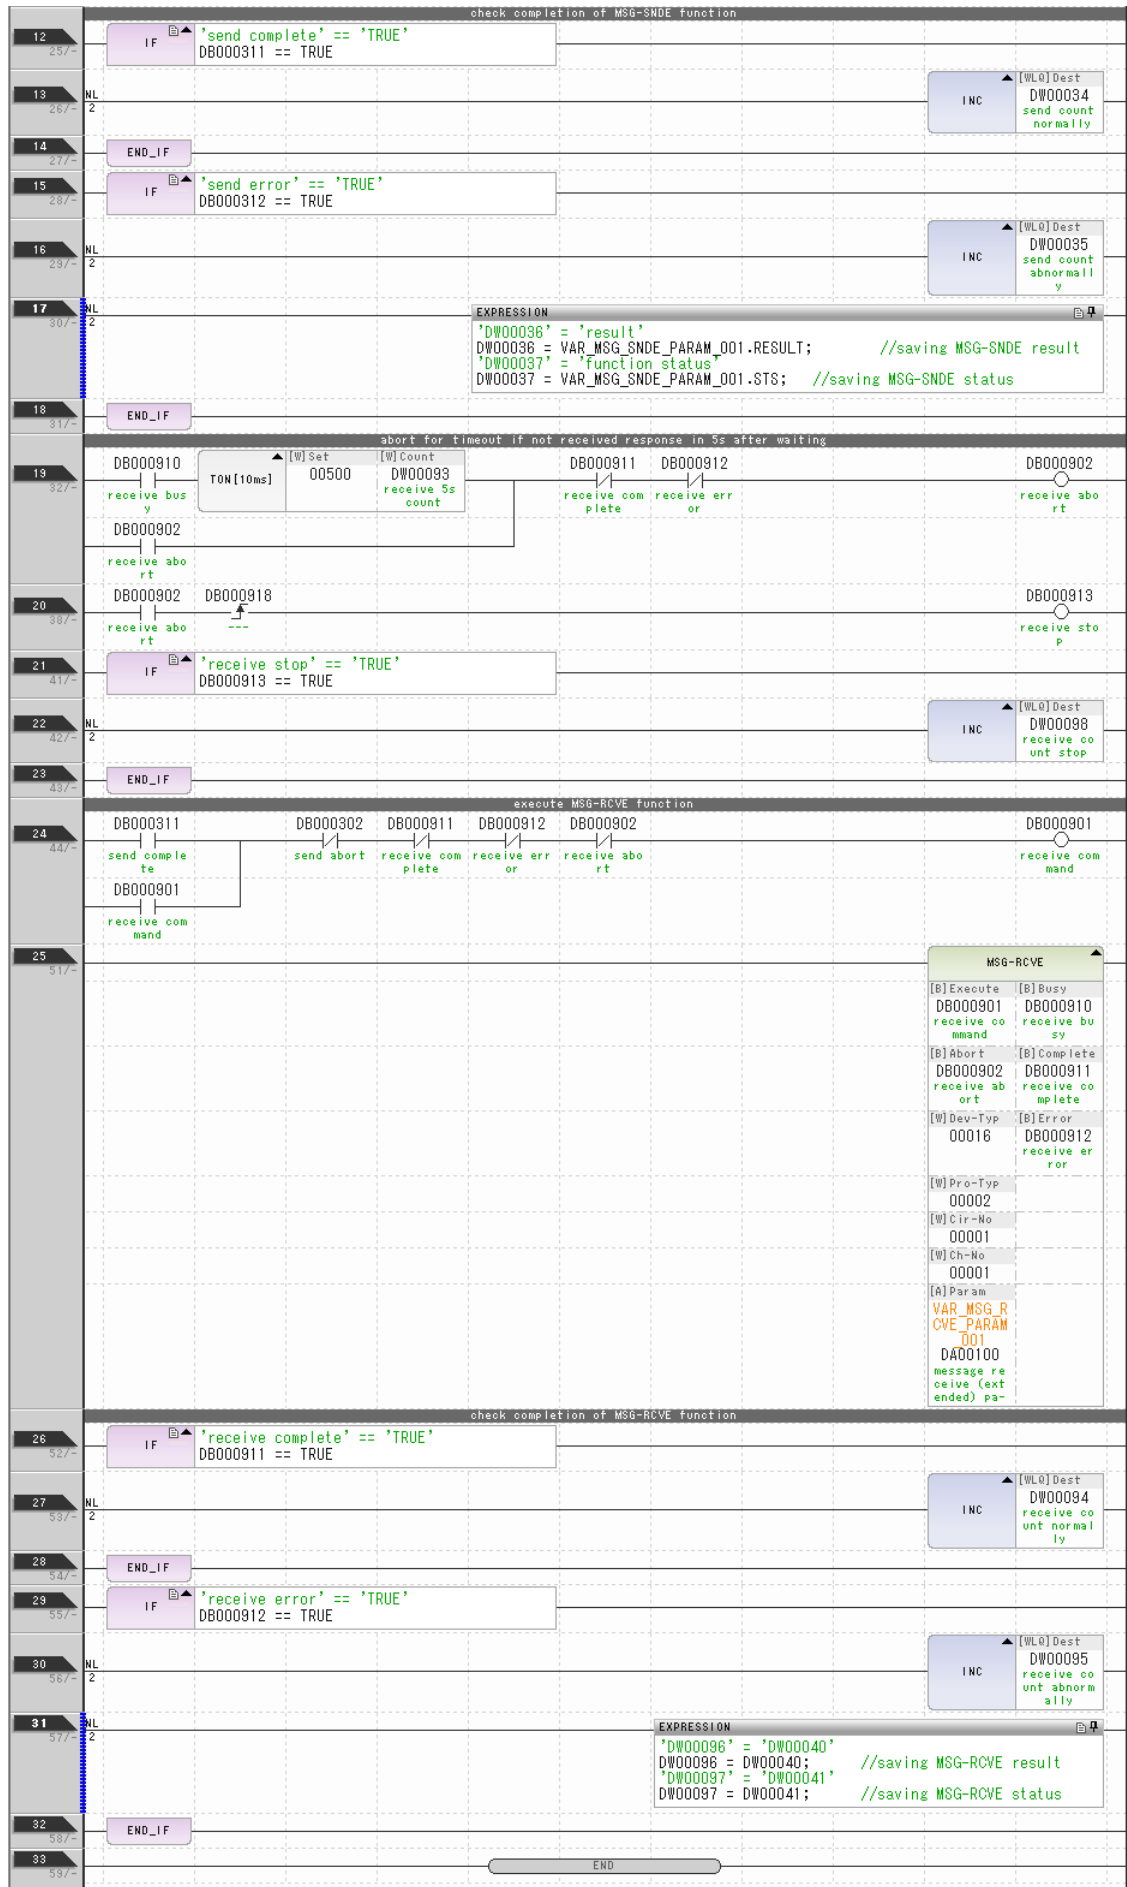 check completion of MSG-SNDE function
12
25/-
IF
'send complete' == 'TRUE'
DB000311 == TRUE
13
26/-
NL
2
INC
[WLQ]Dest
DW00034
send count
normally
14
27/-
END_IF
15
28/-
IF
'send error' == 'TRUE'
DB000312 == TRUE
16
29/-
NL
2
INC
[WLQ]Dest
DW00035
send count
abnormall
y
17
30/-
NL
2
EXPRESSION
'DW00036' = 'result'
DW00036 = VAR_MSG_SNDE_PARAM_001.RESULT; //saving MSG-SNDE result
'DW00037' = 'function status'
DW00037 = VAR_MSG_SNDE_PARAM_001.STS; //saving MSG-SNDE status
18
31/-
END_IF
abort for timeout if not received response in 5s after waiting
19
32/-
DB000910
receive bus
y
TON[10ms]
[W]Set
00500
[W]Count
DW00093
receive 5s
count
DB000911
receive com
plete
DB000912
receive err
or
DB000902
receive abo
rt
DB000902
receive abo
rt
20
38/-
DB000902
receive abo
rt
DB000918
---
DB000913
receive sto
p
21
41/-
IF
'receive stop' == 'TRUE'
DB000913 == TRUE
22
42/-
NL
2
INC
[WLQ]Dest
DW00098
receive co
unt stop
23
43/-
END_IF
execute MSG-RCVE function
24
44/-
DB000311
send comple
te
DB000302
send abort
DB000911
receive com
plete
DB000912
receive err
or
DB000902
receive abo
rt
DB000901
receive com
mand
DB000901
receive com
mand
25
51/-
MSG-RCVE
[B]Execute [B]Busy
DB000901 DB000910
receive co receive bu
mmand sy
[B]Abort [B]Complete
DB000902 DB000911
receive ab receive co
ort mplete
[W]Dev-Typ [B]Error
00016 DB000912
receive er
ror
[W]Pro-Typ
00002
[W]Cir-No
00001
[W]Ch-No
00001
[A]Param
VAR_MSG_R
CVE_PARAM
_001
DA00100
message re
ceive (ext
ended) pa-
check completion of MSG-RCVE function
26
52/-
IF
'receive complete' == 'TRUE'
DB000911 == TRUE
27
53/-
NL
2
INC
[WLQ]Dest
DW00094
receive co
unt normal
ly
28
54/-
END_IF
29
55/-
IF
'receive error' == 'TRUE'
DB000912 == TRUE
30
56/-
NL
2
INC
[WLQ]Dest
DW00095
receive co
unt abnorm
ally
31
57/-
NL
2
EXPRESSION
'DW00096' = 'DW00040'
DW00096 = DW00040; //saving MSG-RCVE result
'DW00097' = 'DW00041'
DW00097 = DW00041; //saving MSG-RCVE status
32
58/-
END_IF
33
59/-
END